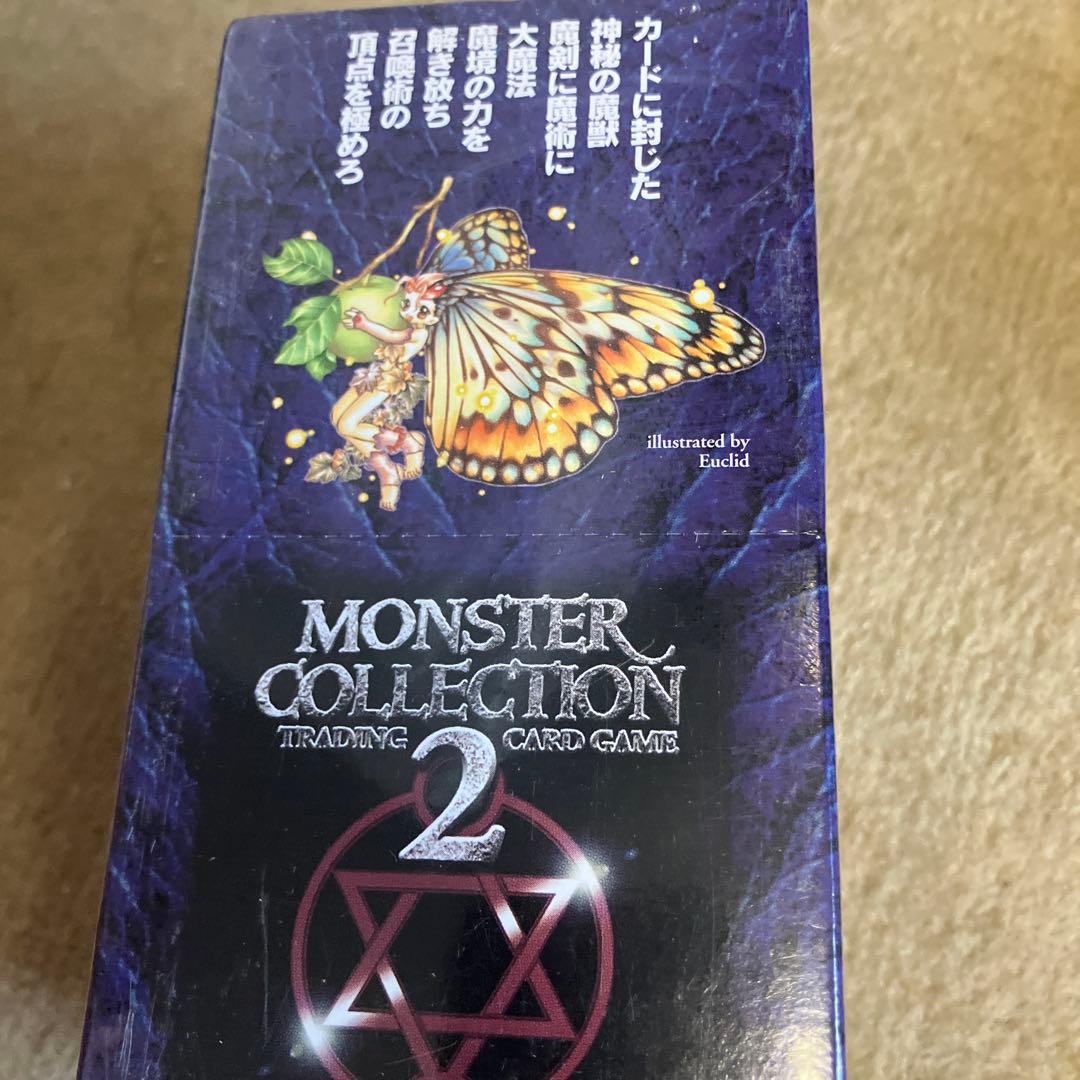 カードに封じた
神秘の魔獣
魔剣に魔術に
大魔法
魔境の力を
解き放ち
召喚術の
頂点を極めろ
illustrated by
Euclid
MONSTER
COLLECTION
TRADING CARD GAME
2